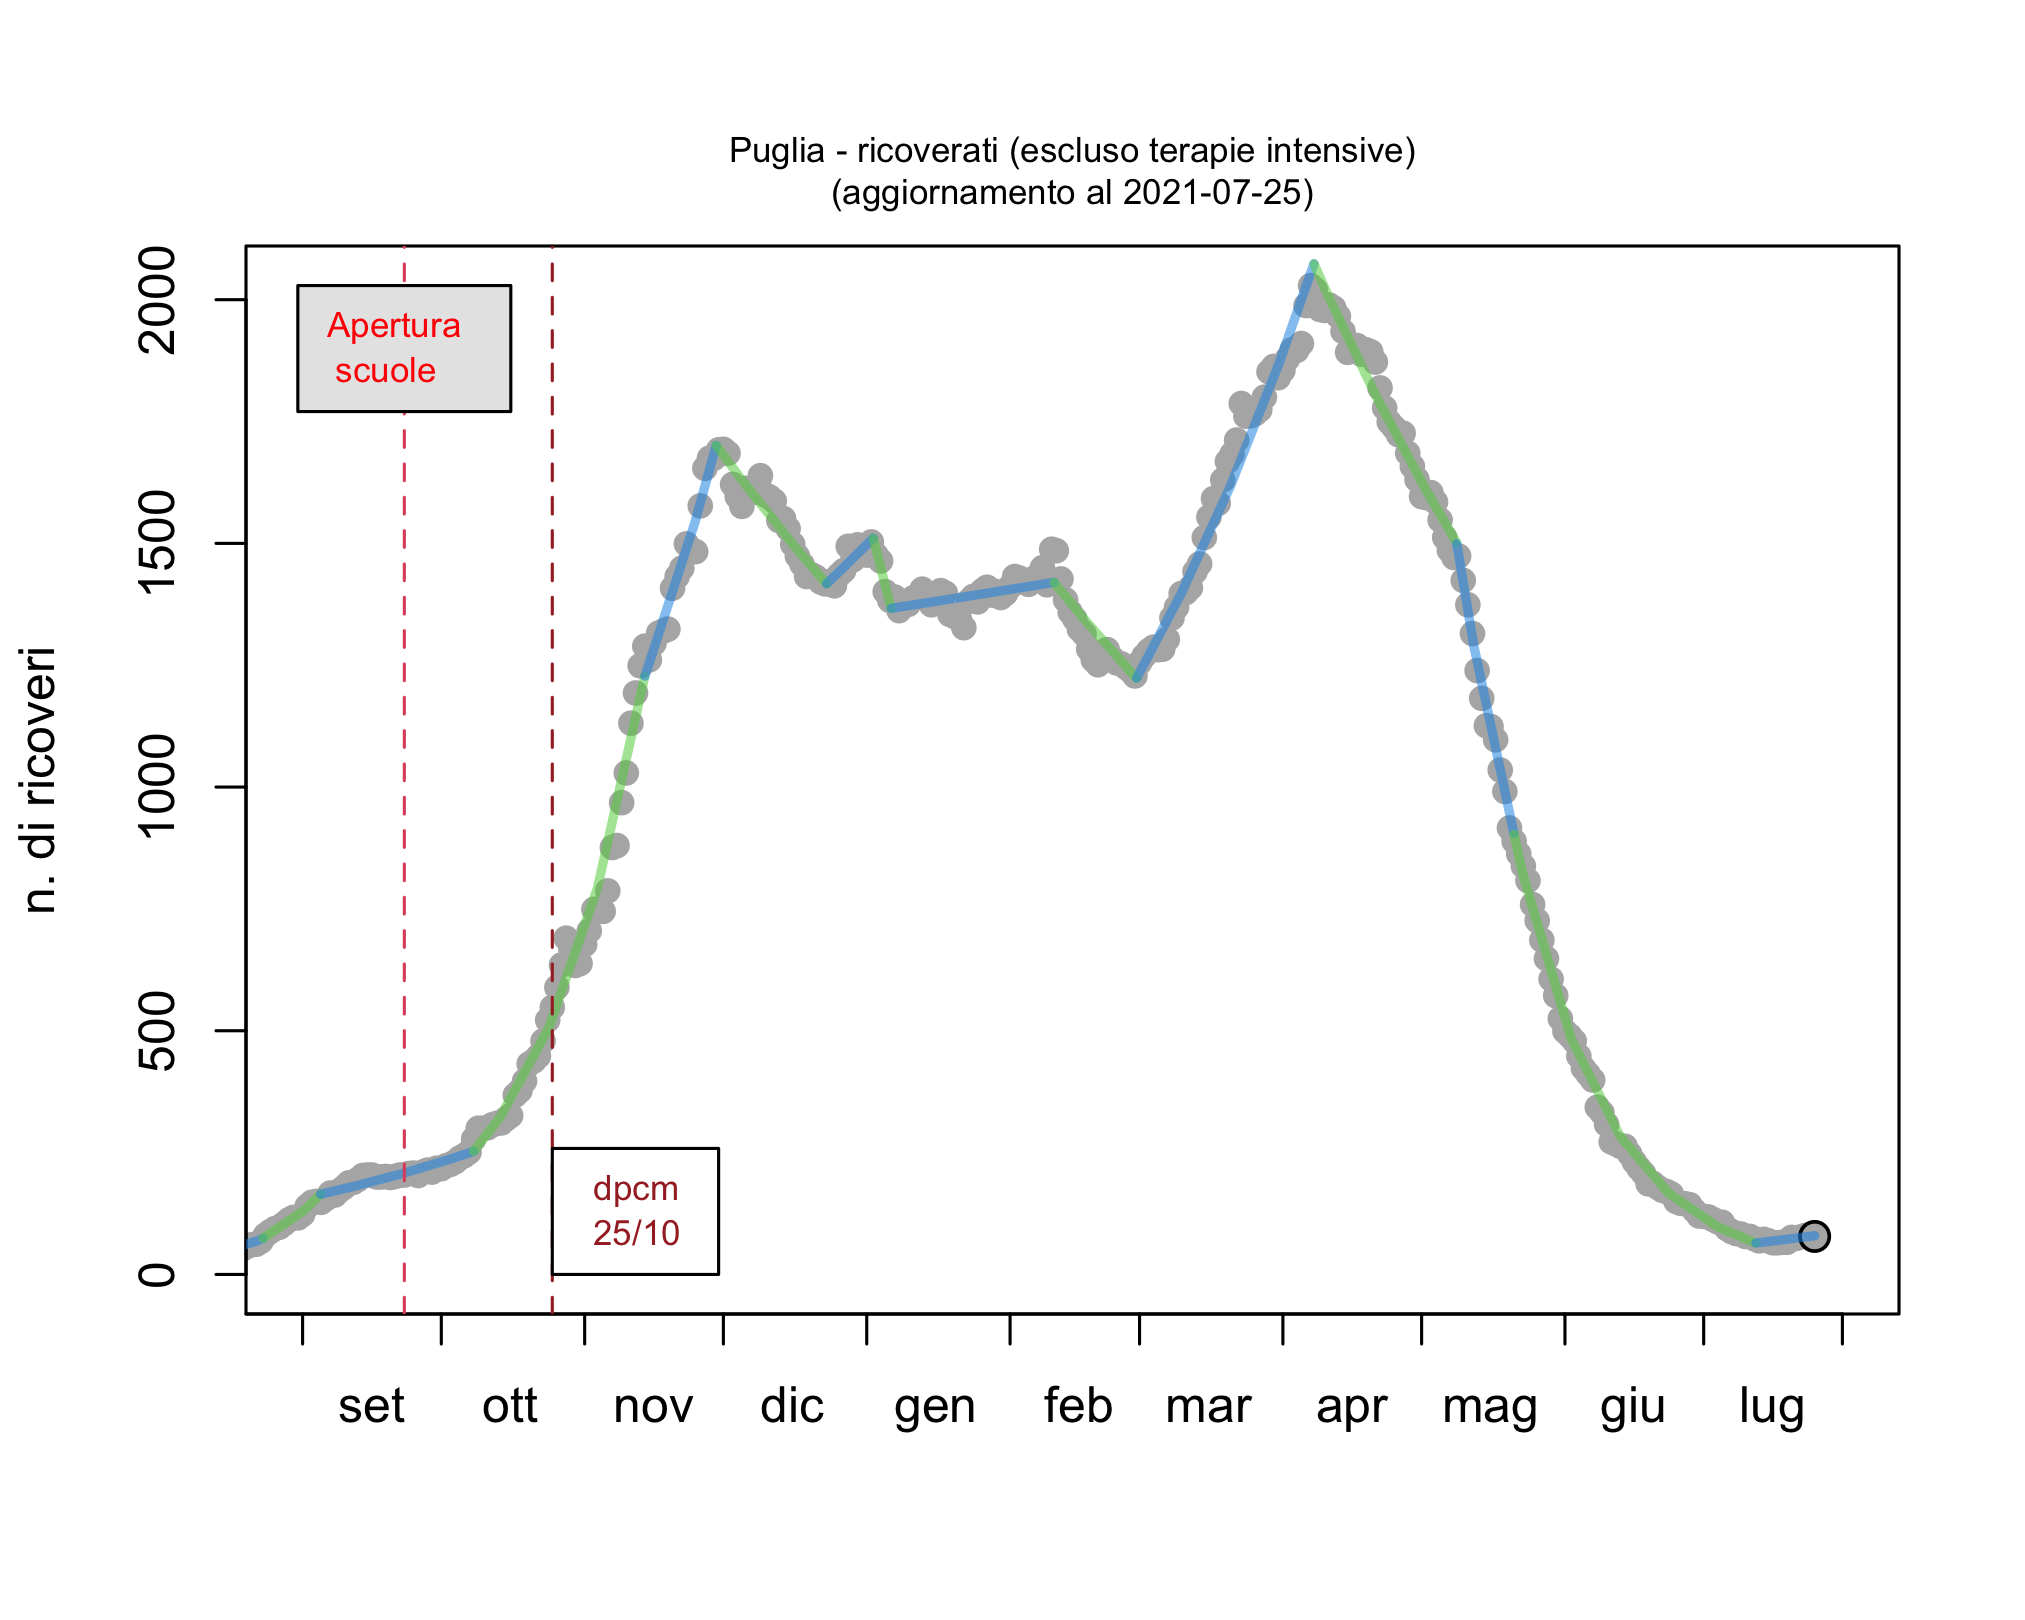 Puglia - ricoverati (escluso terapie intensive)
(aggiornamento al 2021-07-25)
n. di ricoveri
2000
1500
1000
500
0
Apertura
scuole
dpcm
25/10
set ott nov dic gen feb mar apr mag giu lug